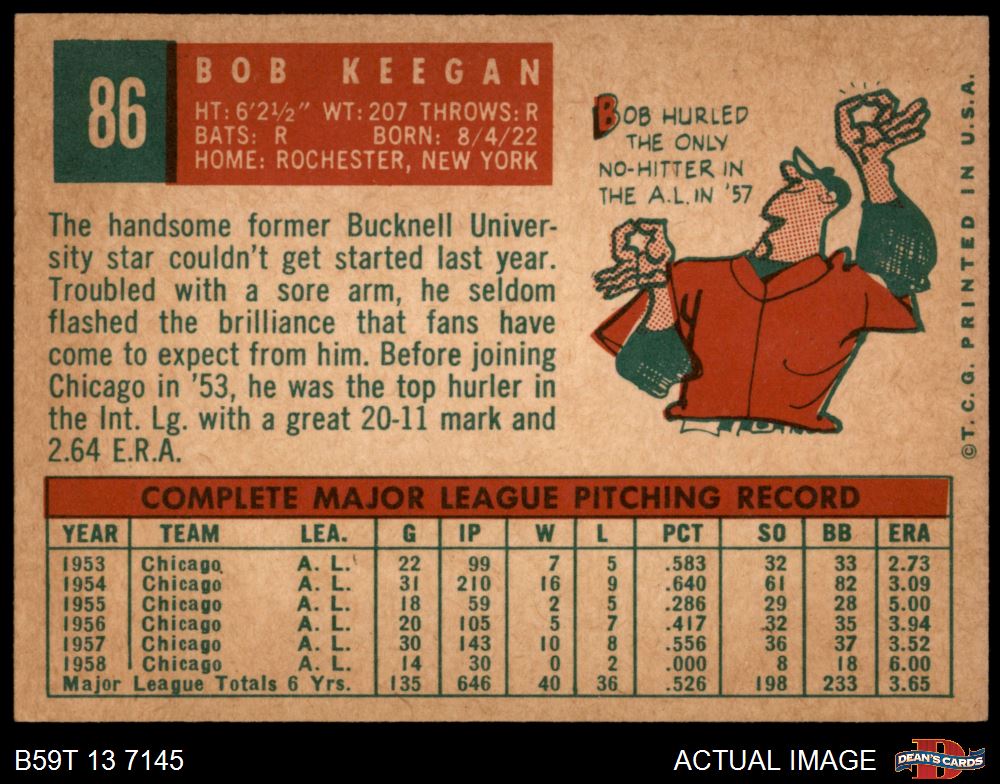 86
BOB KEEGAN
HT: 6'2½" WT: 207 THROWS: R
BATS: R BORN: 8/4/22
HOME: ROCHESTER, NEW YORK
The handsome former Bucknell Univer-
sity star couldn't get started last year.
Troubled with a sore arm, he seldom
flashed the brilliance that fans have
come to expect from him. Before joining
Chicago in '53, he was the top hurler in
the Int. Lg. with a great 20-11 mark and
2.64 E.R.A.
BOB HURLED
THE ONLY
NO-HITTER IN
THE A.L. IN '57
©T.C.G. PRINTED IN U.S.A.
COMPLETE MAJOR LEAGUE PITCHING RECORD
YEAR TEAM LEA. G IP W L PCT SO BB ERA
1953 Chicago A. L. 22 99 7 5 .583 32 33 2.73
1954 Chicago A. L. 31 210 16 9 .640 61 82 3.09
1955 Chicago A. L. 18 59 2 5 .286 29 28 5.00
1956 Chicago A. L. 20 105 5 7 .417 32 35 3.94
1957 Chicago A. L. 30 143 10 8 .556 36 37 3.52
1958 Chicago A. L. 14 30 0 2 .000 8 18 6.00
Major League Totals 6 Yrs. 135 646 40 36 .526 198 233 3.65
B59T 13 7145
ACTUAL IMAGE
D
DEAN'S CARDS